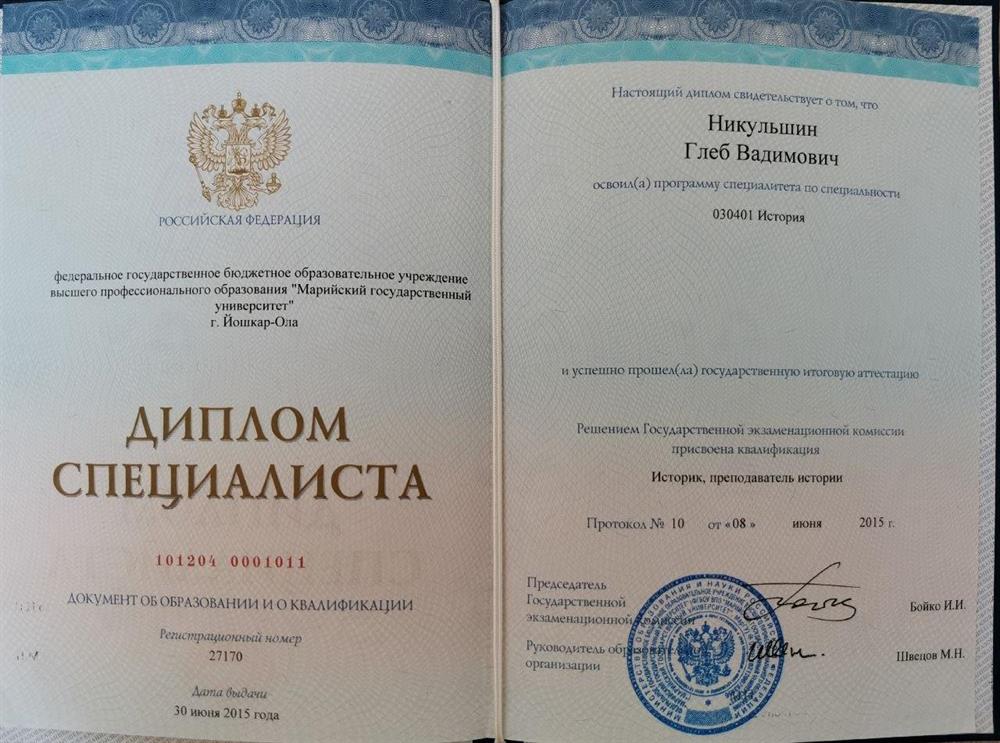 РОССИЙСКАЯ ФЕДЕРАЦИЯ
федеральное государственное бюджетное образовательное учреждение
высшего профессионального образования "Марийский государственный
университет"
г. Йошкар-Ола
ДИПЛОМ
СПЕЦИАЛИСТА
101204 0001011
ДОКУМЕНТ ОБ ОБРАЗОВАНИИ И О КВАЛИФИКАЦИИ
Регистрационный номер
27170
Дата выдачи
30 июня 2015 года
Настоящий диплом свидетельствует о том, что
Никульшин
Глеб Вадимович
освоил(а) программу специалитета по специальности
030401 История
и успешно прошел(ла) государственную итоговую аттестацию
Решением Государственной экзаменационной комиссии
присвоена квалификация
Историк, преподаватель истории
Протокол № 10 от «08 » июня 2015 г.
Председатель
Государственной
экзаменационной комиссии
Бойко И.И.
Руководитель образовательной
организации
Швецов М.Н.